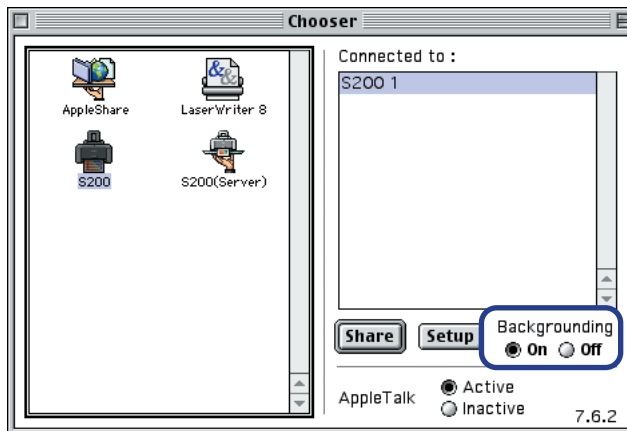 Chooser
AppleShare
LaserWriter 8
S200
S200(Server)
Connected to :
S200 1
Share
Setup
Backgrounding
On Off
AppleTalk
Active
Inactive
7.6.2